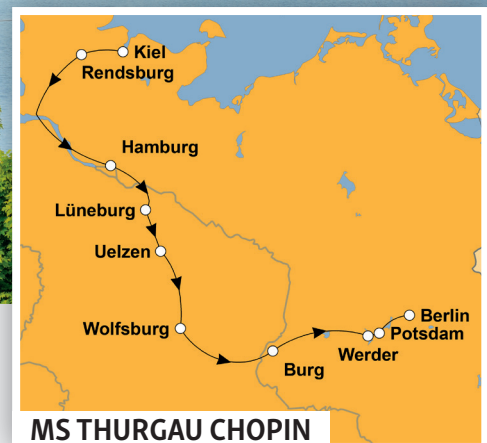 Kiel
Rendsburg
Hamburg
Lüneburg
Uelzen
Wolfsburg
Burg
Werder
Potsdam
Berlin
MS THURGAU CHOPIN